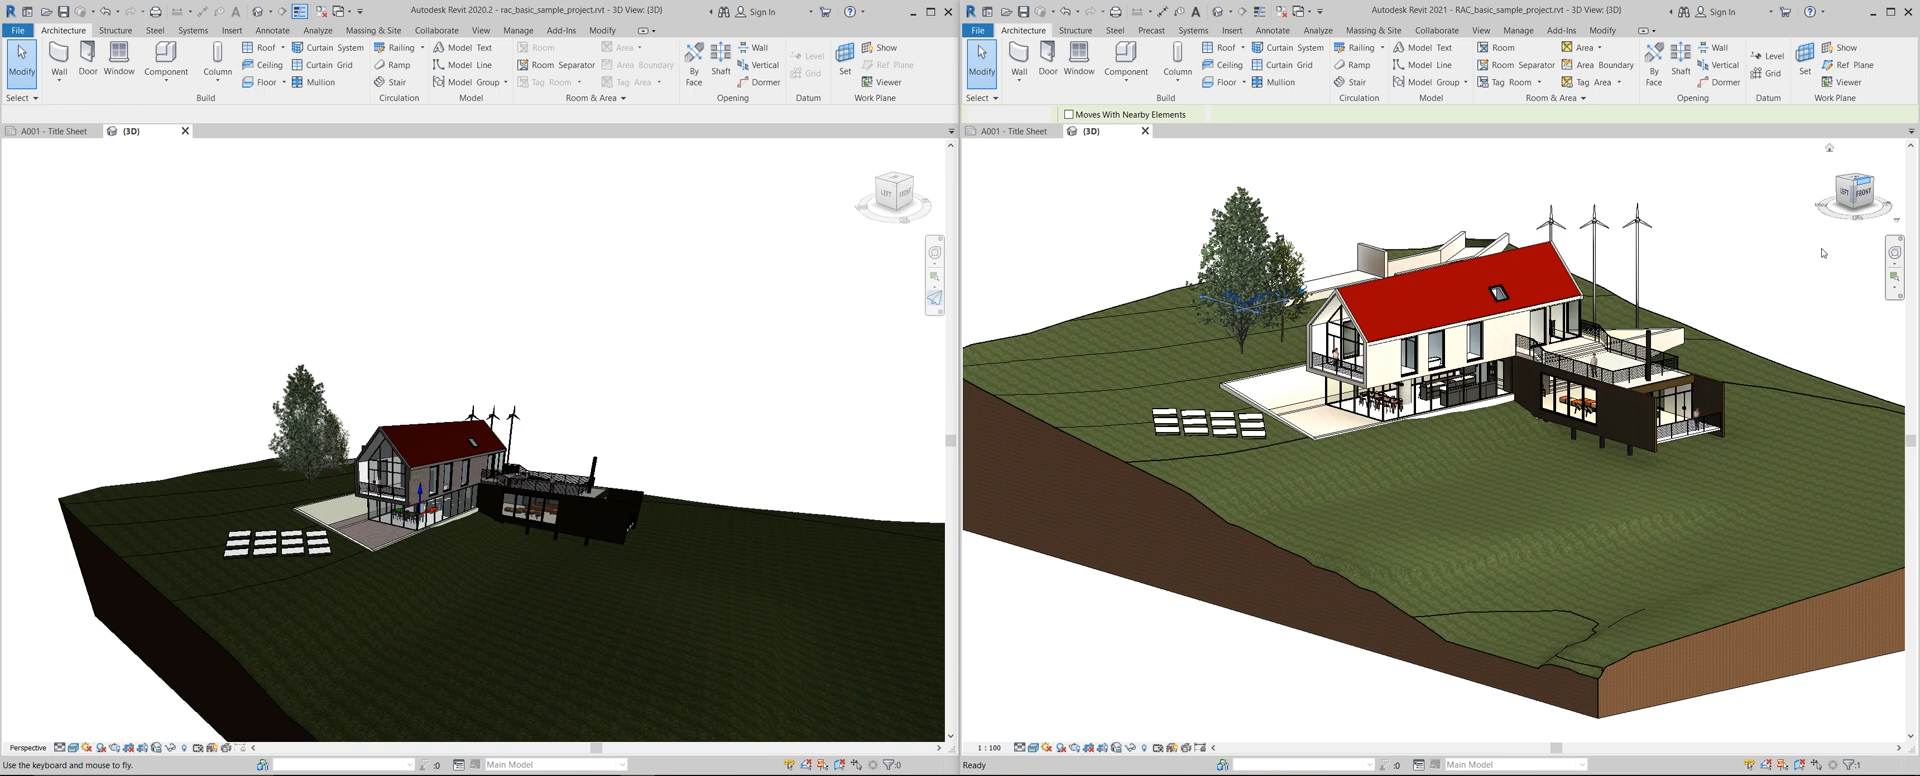 Autodesk Revit 2020.2 - rac_basic_sample_project.rvt - 3D View: {3D}
Sign In
File Architecture Structure Steel Systems Insert Annotate Analyze Massing & Site Collaborate View Manage Add-Ins Modify
Modify
Wall
Door
Window
Component
Column
Roof
Ceiling
Floor
Curtain System
Curtain Grid
Mullion
Railing
Ramp
Stair
Model Text
Model Line
Model Group
Room
Room Separator
Tag Room
Area
Area Boundary
Tag Area
By Face
Shaft
Wall
Vertical
Dormer
Level
Grid
Set
Show
Ref Plane
Viewer
Select
Build
Circulation
Model
Room & Area
Opening
Datum
Work Plane
A001 - Title Sheet
{3D}
LEFT
FRONT
Perspective
Use the keyboard and mouse to fly.
:0
Main Model
:0
Autodesk Revit 2021 - RAC_basic_sample_project.rvt - 3D View: {3D}
Sign In
File Architecture Structure Steel Precast Systems Insert Annotate Analyze Massing & Site Collaborate View Manage Add-Ins Modify
Modify
Wall
Door
Window
Component
Column
Roof
Ceiling
Floor
Curtain System
Curtain Grid
Mullion
Railing
Ramp
Stair
Model Text
Model Line
Model Group
Room
Room Separator
Tag Room
Area
Area Boundary
Tag Area
By Face
Shaft
Wall
Vertical
Dormer
Level
Grid
Set
Show
Ref Plane
Viewer
Select
Build
Circulation
Model
Room & Area
Opening
Datum
Work Plane
Moves With Nearby Elements
A001 - Title Sheet
{3D}
LEFT
FRONT
1 : 100
Ready
:0
Main Model
:1